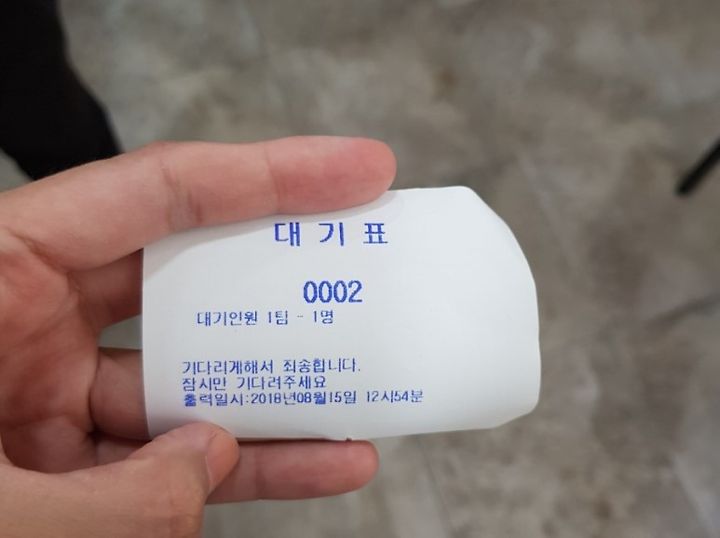 대기표
0002
대기인원 1팀 - 1명
기다리게해서 죄송합니다.
잠시만 기다려주세요
출력일시:2018년08월15일 12시54분